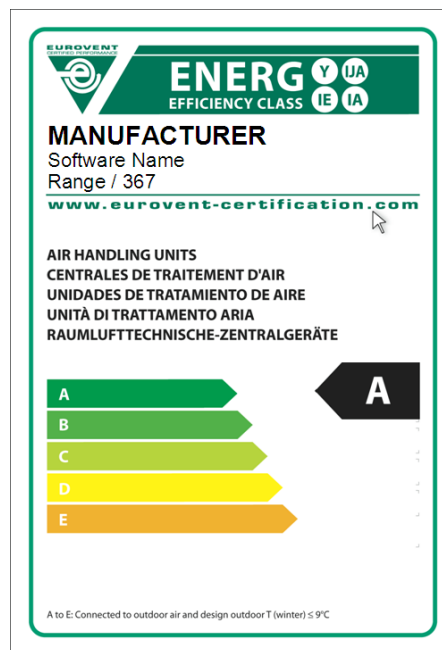 EUROVENT
CERTIFIED PERFORMANCE
ENERG Y IJA
EFFICIENCY CLASS IE IA
MANUFACTURER
Software Name
Range / 367
www.eurovent-certification.com
AIR HANDLING UNITS
CENTRALES DE TRAITEMENT D'AIR
UNIDADES DE TRATAMIENTO DE AIRE
UNITÀ DI TRATTAMENTO ARIA
RAUMLUFTTECHNISCHE-ZENTRALGERÄTE
A
A
B
C
D
E
A to E: Connected to outdoor air and design outdoor T (winter) ≤ 9°C